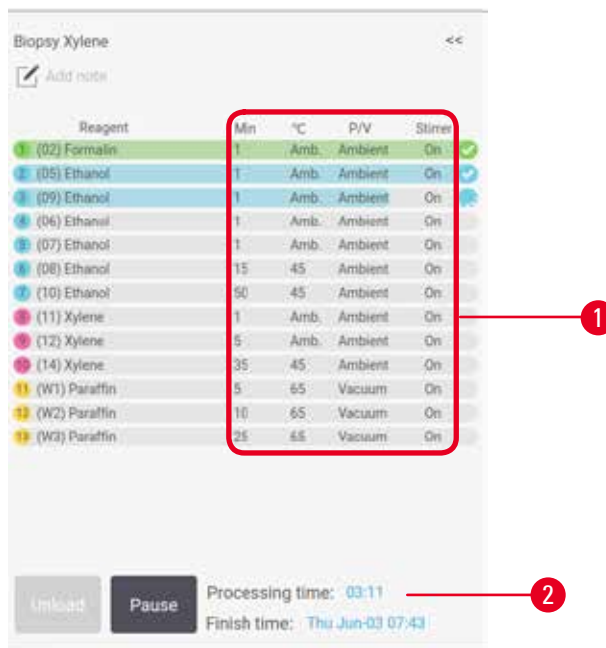 Biopsy Xylene <<
Add note
Reagent Min °C P/V Stirrer
1 (02) Formalin 1 Amb. Ambient On
2 (05) Ethanol 1 Amb. Ambient On
3 (09) Ethanol 1 Amb. Ambient On
4 (06) Ethanol 1 Amb. Ambient On
5 (07) Ethanol 1 Amb. Ambient On
6 (08) Ethanol 15 45 Ambient On
7 (10) Ethanol 50 45 Ambient On
8 (11) Xylene 1 Amb. Ambient On
9 (12) Xylene 5 Amb. Ambient On
10 (14) Xylene 35 45 Ambient On
11 (W1) Paraffin 5 65 Vacuum On
12 (W2) Paraffin 10 65 Vacuum On
13 (W3) Paraffin 25 65 Vacuum On
1
Unload Pause
Processing time: 03:11
2
Finish time: Thu Jun-03 07:43